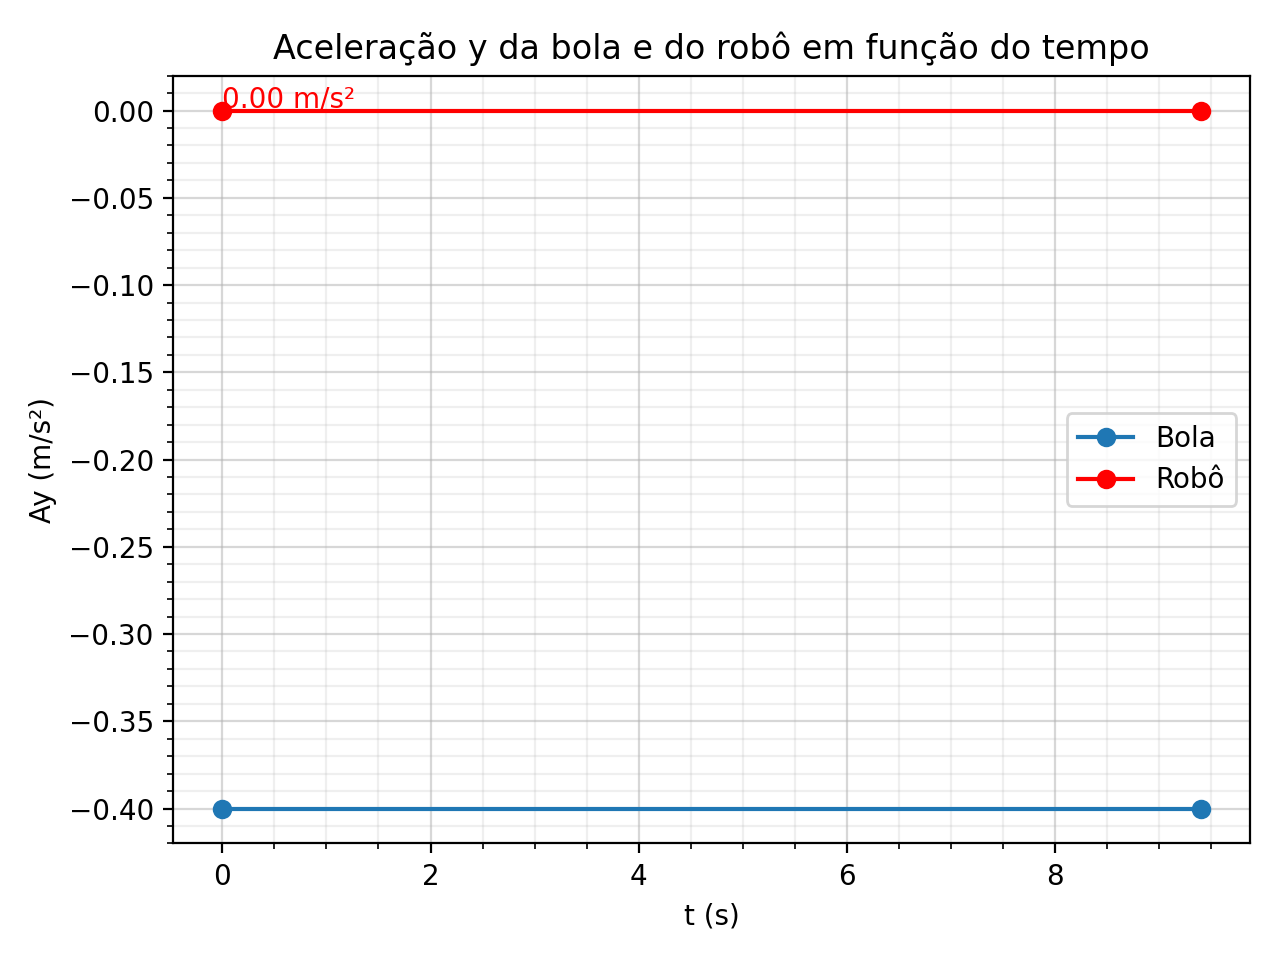 Aceleração y da bola e do robô em função do tempo
0.00 m/s²
0.00
−0.05
−0.10
−0.15
−0.20
−0.25
−0.30
−0.35
−0.40
Ay (m/s²)
Bola
Robô
0 2 4 6 8
t (s)